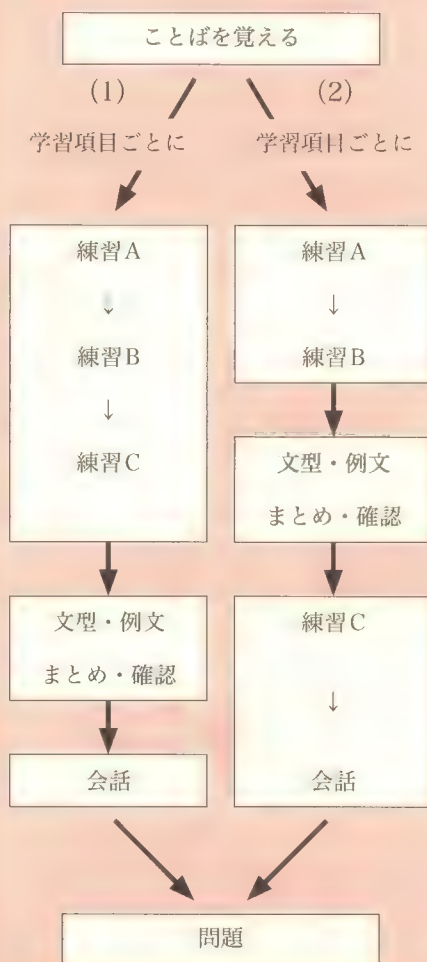 ことばを覚える
(1)
(2)
学習項目ごとに
学習項目ごとに
練習A
↓
練習B
↓
練習C
文型・例文
まとめ・確認
会話
練習A
↓
練習B
文型・例文
まとめ・確認
練習C
↓
会話
問題